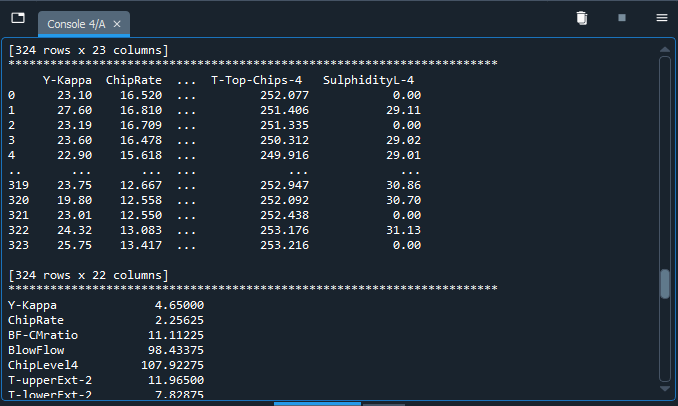 Console 4/A
[324 rows x 23 columns]
**********************************************************************
Y-Kappa ChipRate ... T-Top-Chips-4 SulphidityL-4
0 23.10 16.520 ... 252.077 0.00
1 27.60 16.810 ... 251.406 29.11
2 23.19 16.709 ... 251.335 0.00
3 23.60 16.478 ... 250.312 29.02
4 22.90 15.618 ... 249.916 29.01
.. ... ... ... ... ...
319 23.75 12.667 ... 252.947 30.86
320 19.80 12.558 ... 252.092 30.70
321 23.01 12.550 ... 252.438 0.00
322 24.32 13.083 ... 253.176 31.13
323 25.75 13.417 ... 253.216 0.00
[324 rows x 22 columns]
**********************************************************************
Y-Kappa 4.65000
ChipRate 2.25625
BF-CMratio 11.11225
BlowFlow 98.43375
ChipLevel4 107.92275
T-upperExt-2 11.96500
T-lowerExt-2 7.82875